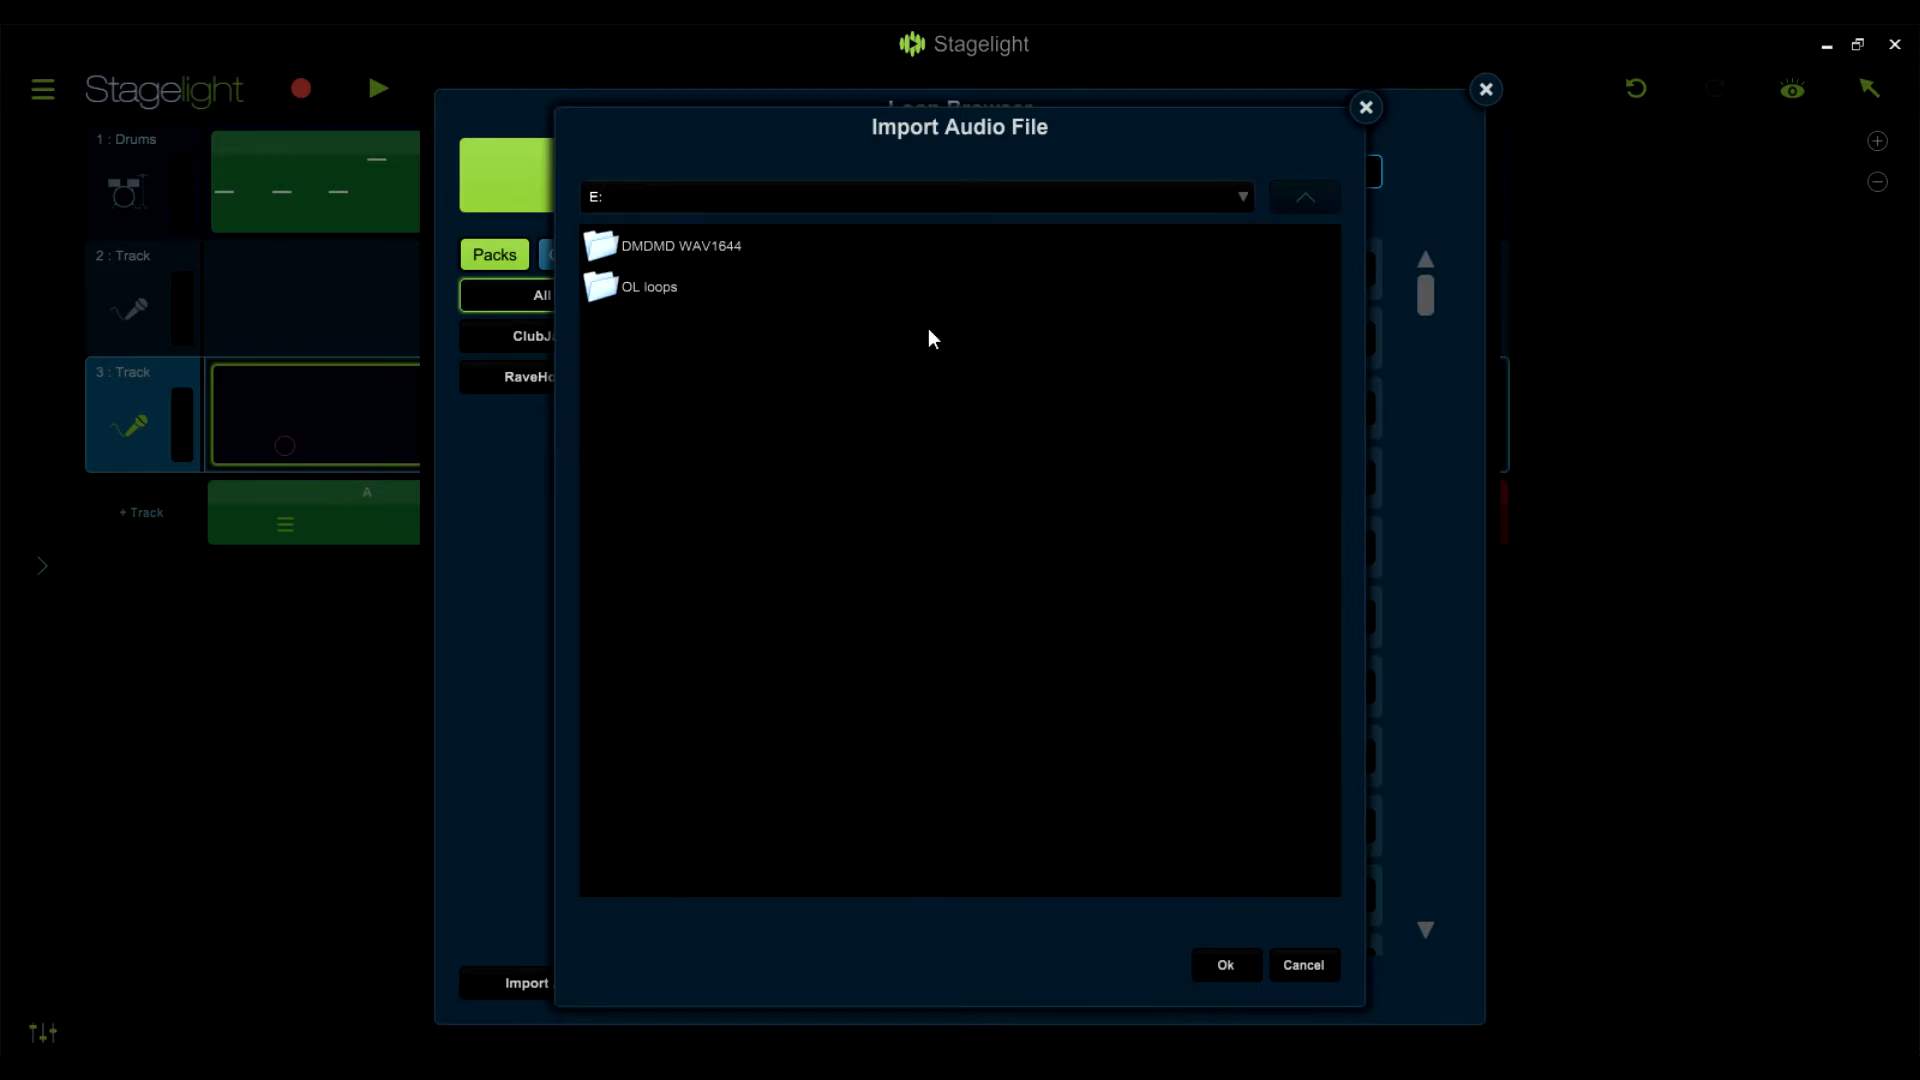 Stagelight
Stagelight
Import Audio File
1 : Drums
E:
DMDMD WAV1644
Packs
2 : Track
OL loops
All
ClubJ
RaveHo
3 : Track
A
+ Track
Ok
Cancel
Import